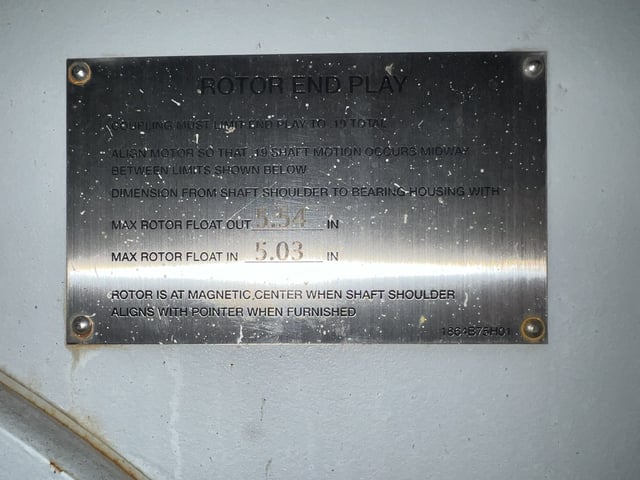 ROTOR END PLAY
COUPLING MUST LIMIT END PLAY TO .19 TOTAL
ALIGN MOTOR SO THAT .19 SHAFT MOTION OCCURS MIDWAY
BETWEEN LIMITS SHOWN BELOW
DIMENSION FROM SHAFT SHOULDER TO BEARING HOUSING WITH
MAX ROTOR FLOAT OUT 5.54 IN
MAX ROTOR FLOAT IN 5.03 IN
ROTOR IS AT MAGNETIC CENTER WHEN SHAFT SHOULDER
ALIGNS WITH POINTER WHEN FURNISHED
1864B75H01